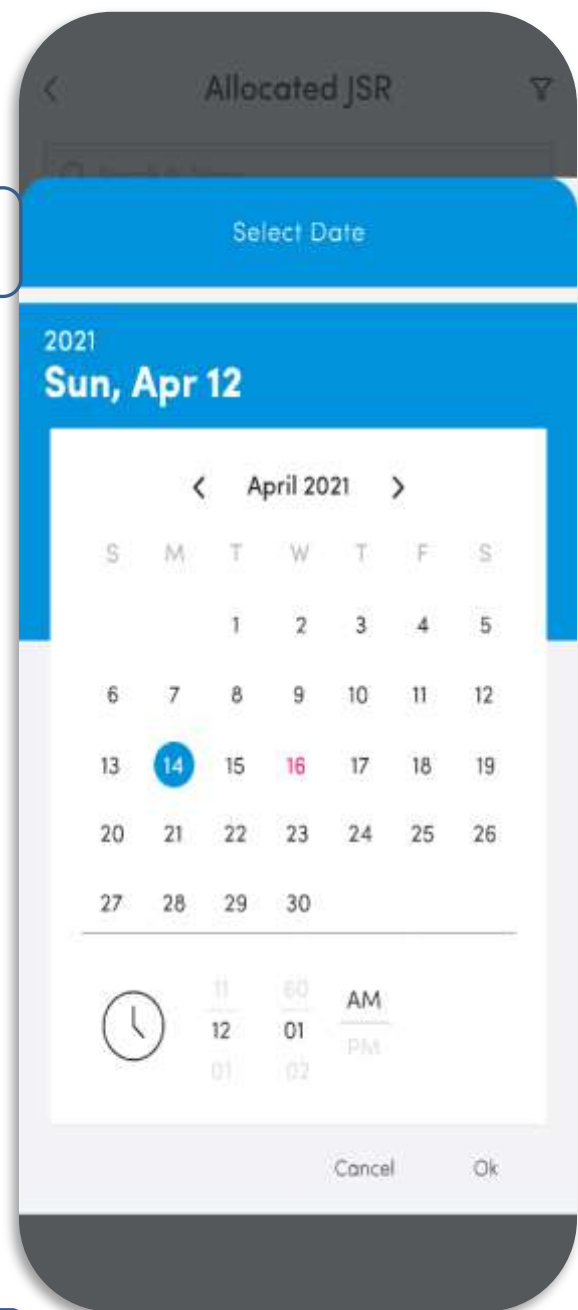 Allocated JSR
Select Date
2021
Sun, Apr 12
April 2021
S M T W T F S
1 2 3 4 5
6 7 8 9 10 11 12
13 14 15 16 17 18 19
20 21 22 23 24 25 26
27 28 29 30
11 60 AM
12 01
01 02 PM
Cancel Ok